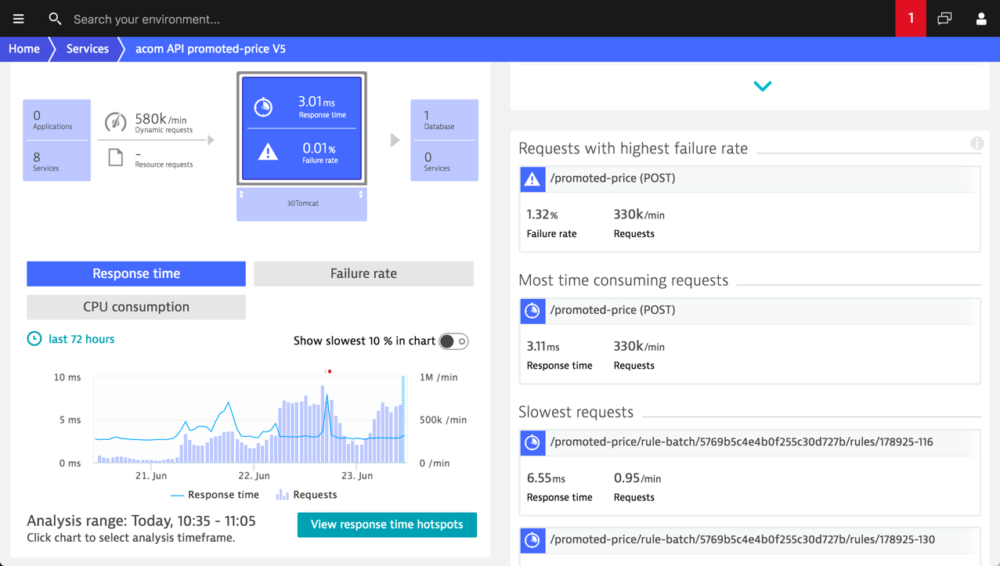 Search your environment...
1
Home
Services
acom API promoted-price V5
0
Applications
8
Services
580k/min
Dynamic requests
-
Resource requests
3.01ms
Response time
0.01%
Failure rate
30Tomcat
1
Database
0
Services
Response time
Failure rate
CPU consumption
last 72 hours
Show slowest 10 % in chart
10 ms
5 ms
0 ms
1M /min
500k /min
0 /min
21. Jun
22. Jun
23. Jun
Response time
Requests
Analysis range: Today, 10:35 - 11:05
Click chart to select analysis timeframe.
View response time hotspots
Requests with highest failure rate
/promoted-price (POST)
1.32% 330k/min
Failure rate Requests
Most time consuming requests
/promoted-price (POST)
3.11ms 330k/min
Response time Requests
Slowest requests
/promoted-price/rule-batch/5769b5c4e4b0f255c30d727b/rules/178925-116
6.55ms 0.95/min
Response time Requests
/promoted-price/rule-batch/5769b5c4e4b0f255c30d727b/rules/178925-130